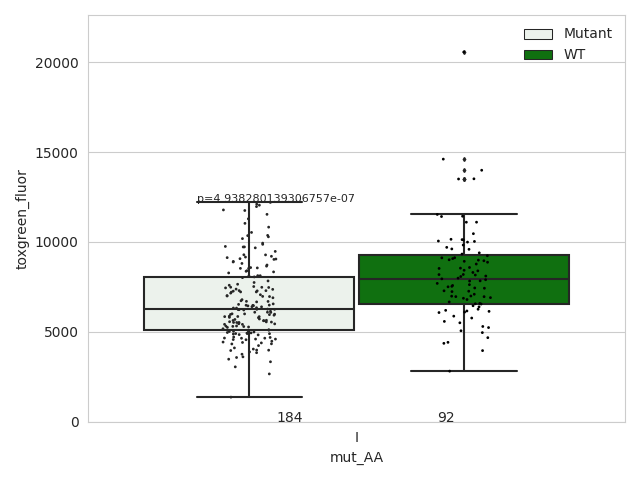 Mutant
WT
20000
15000
10000
5000
0
toxgreen_fluor
p=4.938280139306757e-07
184
92
I
mut_AA